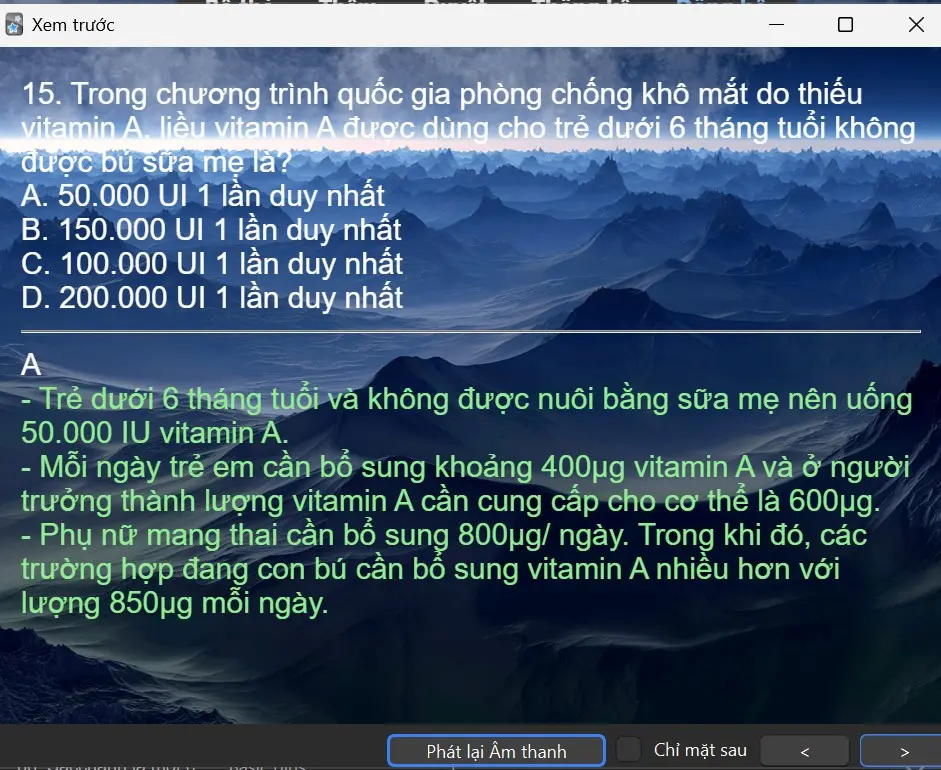 Xem trước
15. Trong chương trình quốc gia phòng chống khô mắt do thiếu
vitamin A, liều vitamin A được dùng cho trẻ dưới 6 tháng tuổi không
được bú sữa mẹ là?
A. 50.000 UI 1 lần duy nhất
B. 150.000 UI 1 lần duy nhất
C. 100.000 UI 1 lần duy nhất
D. 200.000 UI 1 lần duy nhất
A
- Trẻ dưới 6 tháng tuổi và không được nuôi bằng sữa mẹ nên uống
50.000 IU vitamin A.
- Mỗi ngày trẻ em cần bổ sung khoảng 400µg vitamin A và ở người
trưởng thành lượng vitamin A cần cung cấp cho cơ thể là 600µg.
- Phụ nữ mang thai cần bổ sung 800µg/ ngày. Trong khi đó, các
trường hợp đang con bú cần bổ sung vitamin A nhiều hơn với
lượng 850µg mỗi ngày.
Phát lại Âm thanh Chỉ mặt sau < >